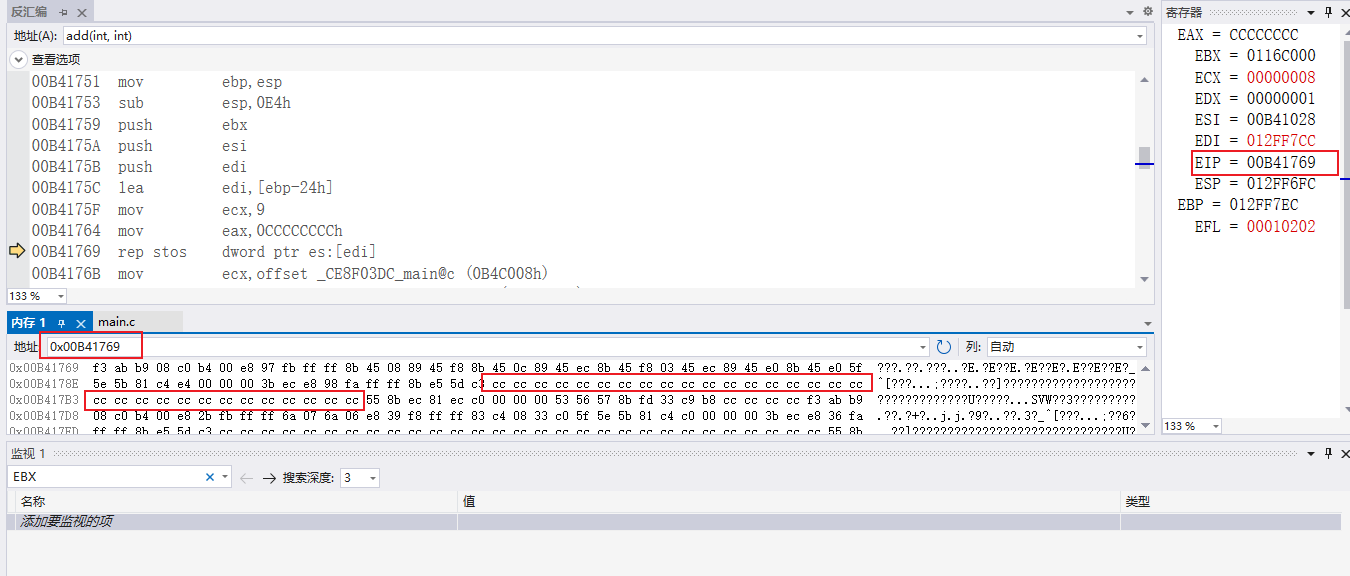 反汇编
地址(A): add(int, int)
查看选项
00B41751 mov ebp,esp
00B41753 sub esp,0E4h
00B41759 push ebx
00B4175A push esi
00B4175B push edi
00B4175C lea edi,[ebp-24h]
00B4175F mov ecx,9
00B41764 mov eax,0CCCCCCCCh
00B41769 rep stos dword ptr es:[edi]
00B4176B mov ecx,offset _CE8F03DC_main@c (0B4C008h)
133 %
寄存器
EAX = CCCCCCCC
EBX = 0116C000
ECX = 00000008
EDX = 00000001
ESI = 00B41028
EDI = 012FF7CC
EIP = 00B41769
ESP = 012FF6FC
EBP = 012FF7EC
EFL = 00010202
133 %
内存 1 main.c
地址: 0x00B41769 列: 自动
0x00B41769 f3 ab b9 08 c0 b4 00 e8 97 fb ff ff 8b 45 08 89 45 f8 8b 45 0c 89 45 ec 8b 45 f8 03 45 ec 89 45 e0 8b 45 e0 5f
0x00B4178E 5e 5b 81 c4 e4 00 00 00 3b ec e8 98 fa ff ff 8b e5 5d c3 cc cc cc cc cc cc cc cc cc cc cc cc cc cc cc cc cc cc
0x00B417B3 cc cc cc cc cc cc cc cc cc cc cc cc cc 55 8b ec 81 ec c0 00 00 00 53 56 57 8b fd 33 c9 b8 cc cc cc cc f3 ab b9
0x00B417D8 08 c0 b4 00 e8 2b fb ff ff 6a 07 6a 06 e8 39 f8 ff ff 83 c4 08 33 c0 5f 5e 5b 81 c4 c0 00 00 00 3b ec e8 36 fa
0x00B417FD ff ff 8b e5 5d c3 cc cc cc cc cc cc cc cc cc cc cc cc cc cc cc cc cc cc cc cc cc cc cc cc cc cc cc cc cc 55 8b
监视 1
EBX 搜索深度: 3
名称 值 类型
添加要监视的项